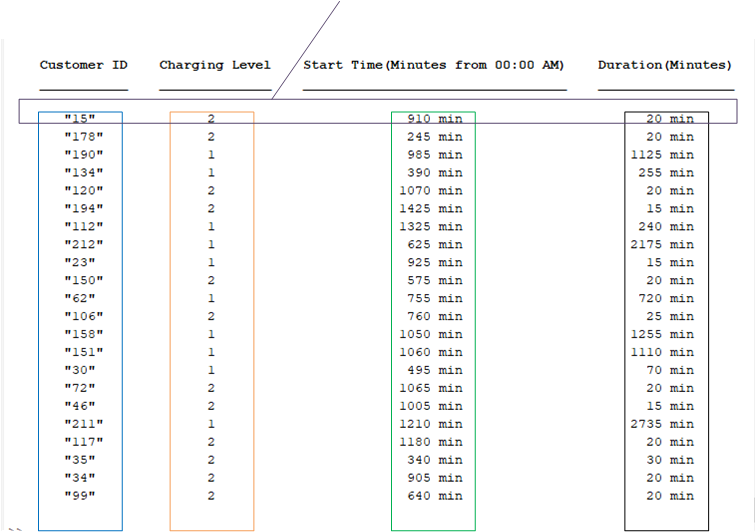 Customer ID Charging Level Start Time(Minutes from 00:00 AM) Duration(Minutes)
"15" 2 910 min 20 min
"178" 2 245 min 20 min
"190" 1 985 min 1125 min
"134" 1 390 min 255 min
"120" 2 1070 min 20 min
"194" 2 1425 min 15 min
"112" 1 1325 min 240 min
"212" 1 625 min 2175 min
"23" 1 925 min 15 min
"150" 2 575 min 20 min
"62" 1 755 min 720 min
"106" 2 760 min 25 min
"158" 1 1050 min 1255 min
"151" 1 1060 min 1110 min
"30" 1 495 min 70 min
"72" 2 1065 min 20 min
"46" 2 1005 min 15 min
"211" 1 1210 min 2735 min
"117" 2 1180 min 20 min
"35" 2 340 min 30 min
"34" 2 905 min 20 min
"99" 2 640 min 20 min
>>